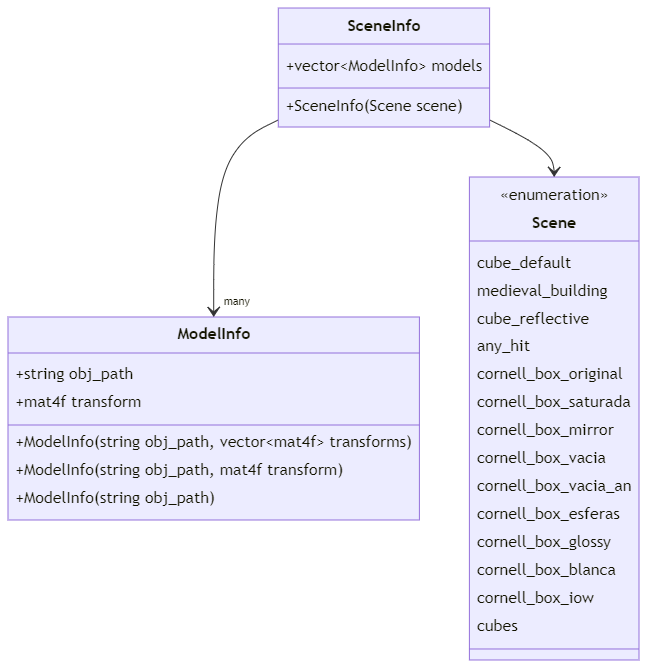 SceneInfo
+vector<ModelInfo> models
+SceneInfo(Scene scene)
many
ModelInfo
+string obj_path
+mat4f transform
+ModelInfo(string obj_path, vector<mat4f> transforms)
+ModelInfo(string obj_path, mat4f transform)
+ModelInfo(string obj_path)
«enumeration»
Scene
cube_default
medieval_building
cube_reflective
any_hit
cornell_box_original
cornell_box_saturada
cornell_box_mirror
cornell_box_vacia
cornell_box_vacia_an
cornell_box_esferas
cornell_box_glossy
cornell_box_blanca
cornell_box_iow
cubes